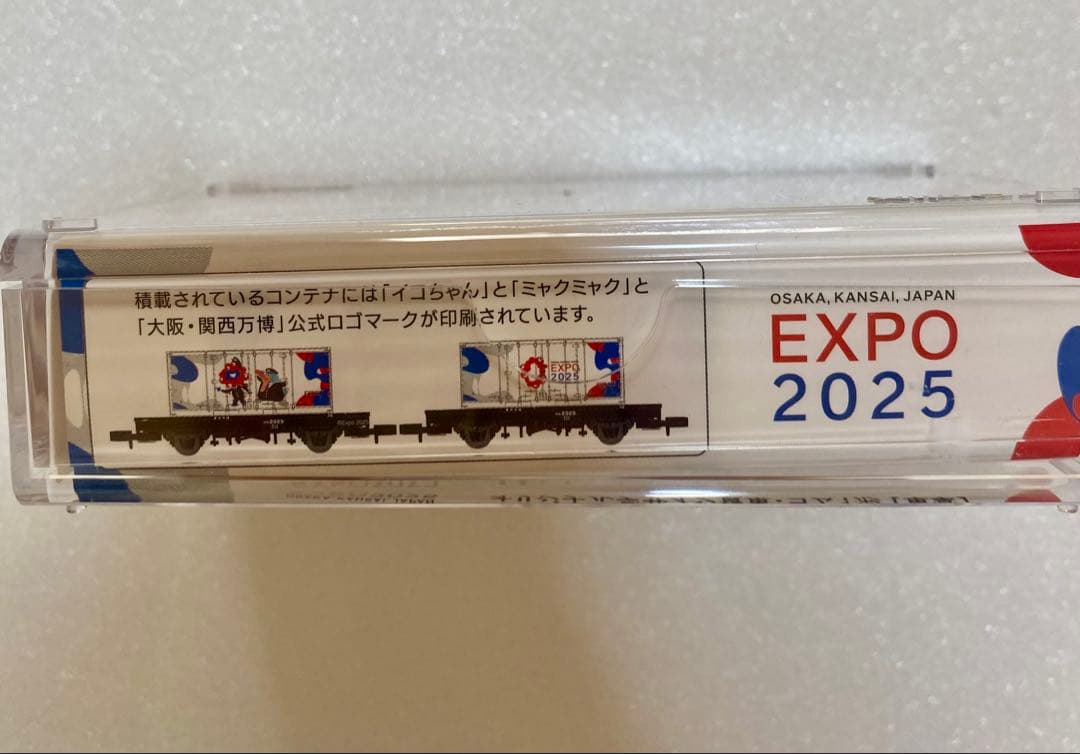 積載されているコンテナには「イコちゃん」と「ミャクミャク」と
「大阪・関西万博」公式ロゴマークが印刷されています。
EXPO
2025
©Expo 2025
OSAKA, KANSAI, JAPAN
EXPO
2025